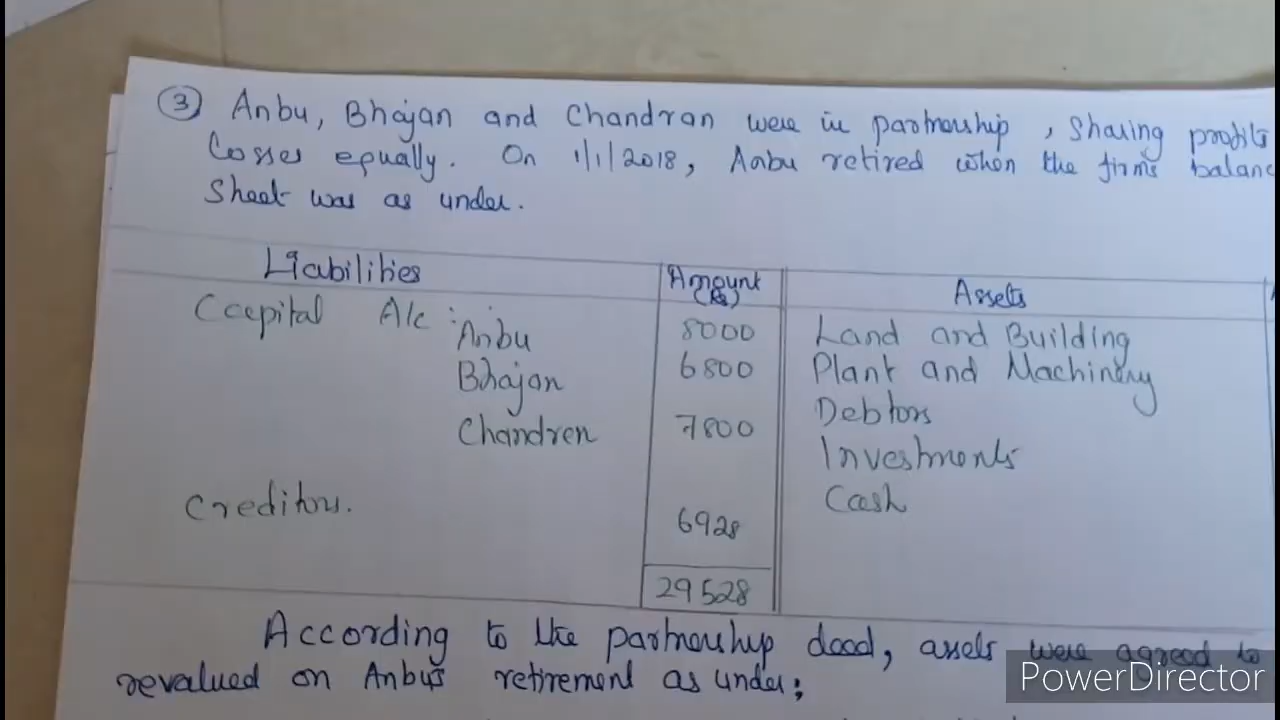 ③ Anbu, Bhajan and Chandran were in partnership, sharing profits
Losses equally. On 1/1/2018, Anbu retired when the firm's balanc
Sheet was as under.
Liabilities Amount (Rs) Assets
Capital A/c: Anbu 8000 Land and Building
Bhajan 6800 Plant and Machinery
Chandren 7800 Debtors
Investments
Creditors. 6928 Cash
29528
According to the partnership deed, assets were agreed to
revalued on Anbu's retirement as under;
PowerDirector